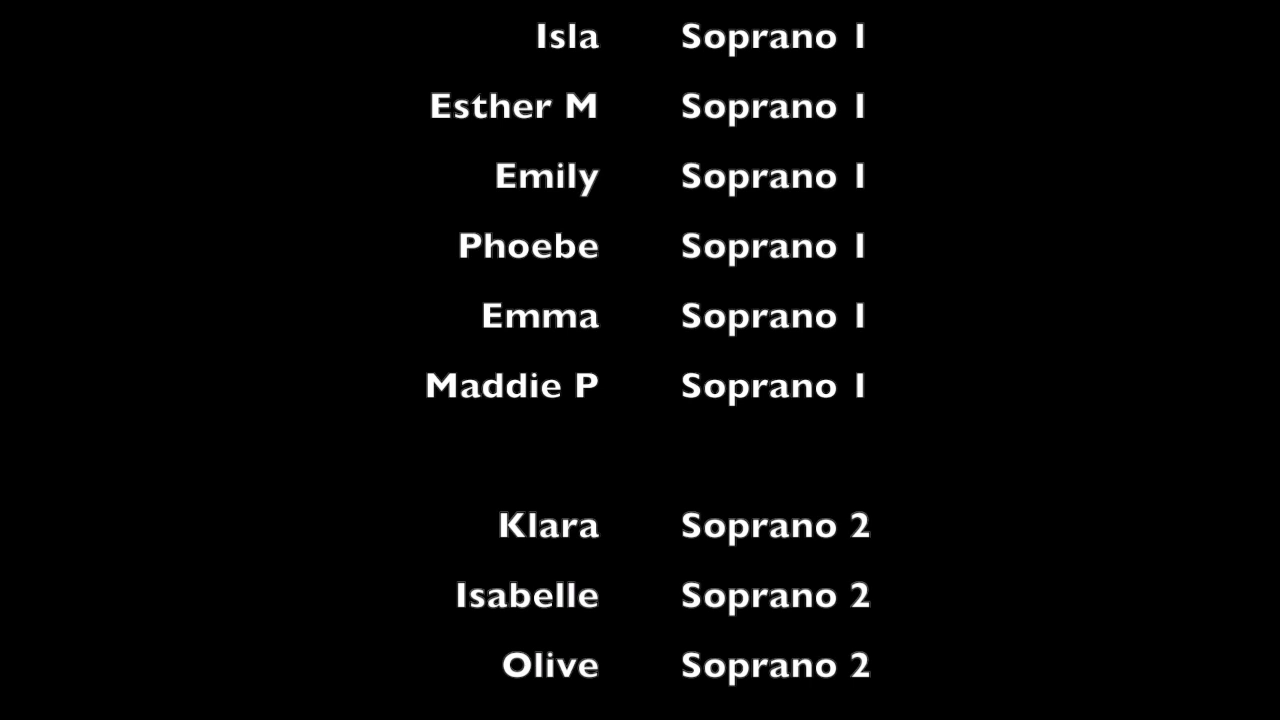 Isla Soprano 1
Esther M Soprano 1
Emily Soprano 1
Phoebe Soprano 1
Emma Soprano 1
Maddie P Soprano 1
Klara Soprano 2
Isabelle Soprano 2
Olive Soprano 2